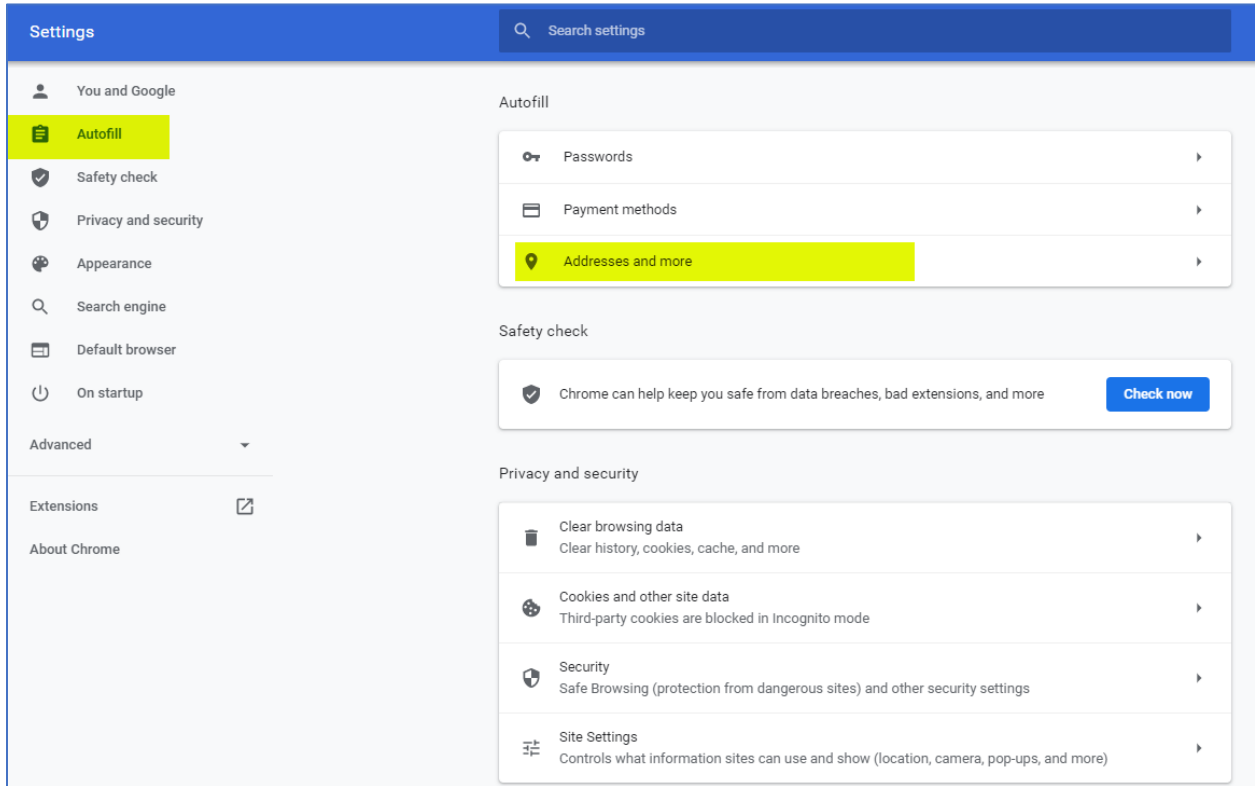 Settings
Search settings
You and Google
Autofill
Safety check
Privacy and security
Appearance
Search engine
Default browser
On startup
Advanced
Extensions
About Chrome
Autofill
Passwords
Payment methods
Addresses and more
Safety check
Chrome can help keep you safe from data breaches, bad extensions, and more
Check now
Privacy and security
Clear browsing data
Clear history, cookies, cache, and more
Cookies and other site data
Third-party cookies are blocked in Incognito mode
Security
Safe Browsing (protection from dangerous sites) and other security settings
Site Settings
Controls what information sites can use and show (location, camera, pop-ups, and more)